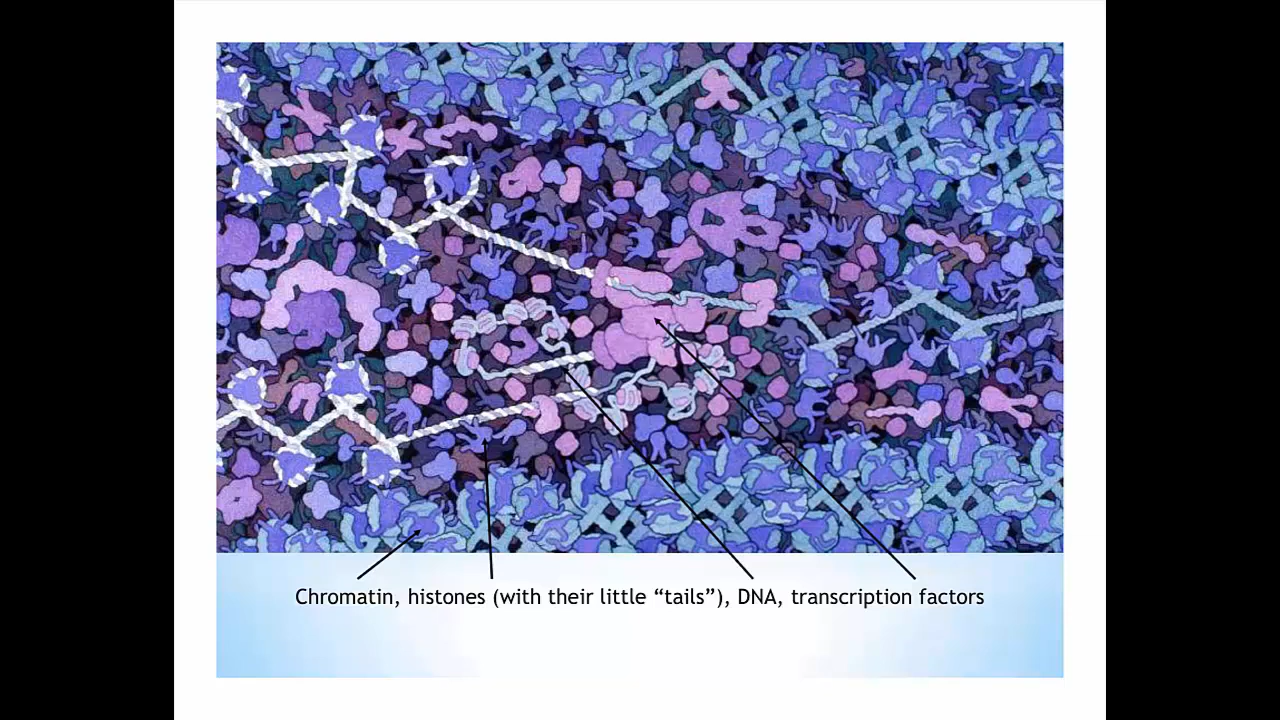 Chromatin, histones (with their little “tails”), DNA, transcription factors